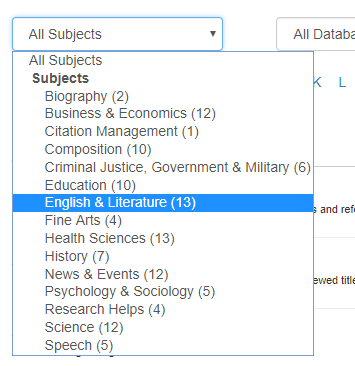 All Subjects All Databa
All Subjects
Subjects
Biography (2)
K L
Business & Economics (12)
Citation Management (1)
Composition (10)
Criminal Justice, Government & Military (6)
Education (10)
English & Literature (13)
s and refe
Fine Arts (4)
Health Sciences (13)
History (7)
News & Events (12)
ewed title
Psychology & Sociology (5)
Research Helps (4)
Science (12)
Speech (5)